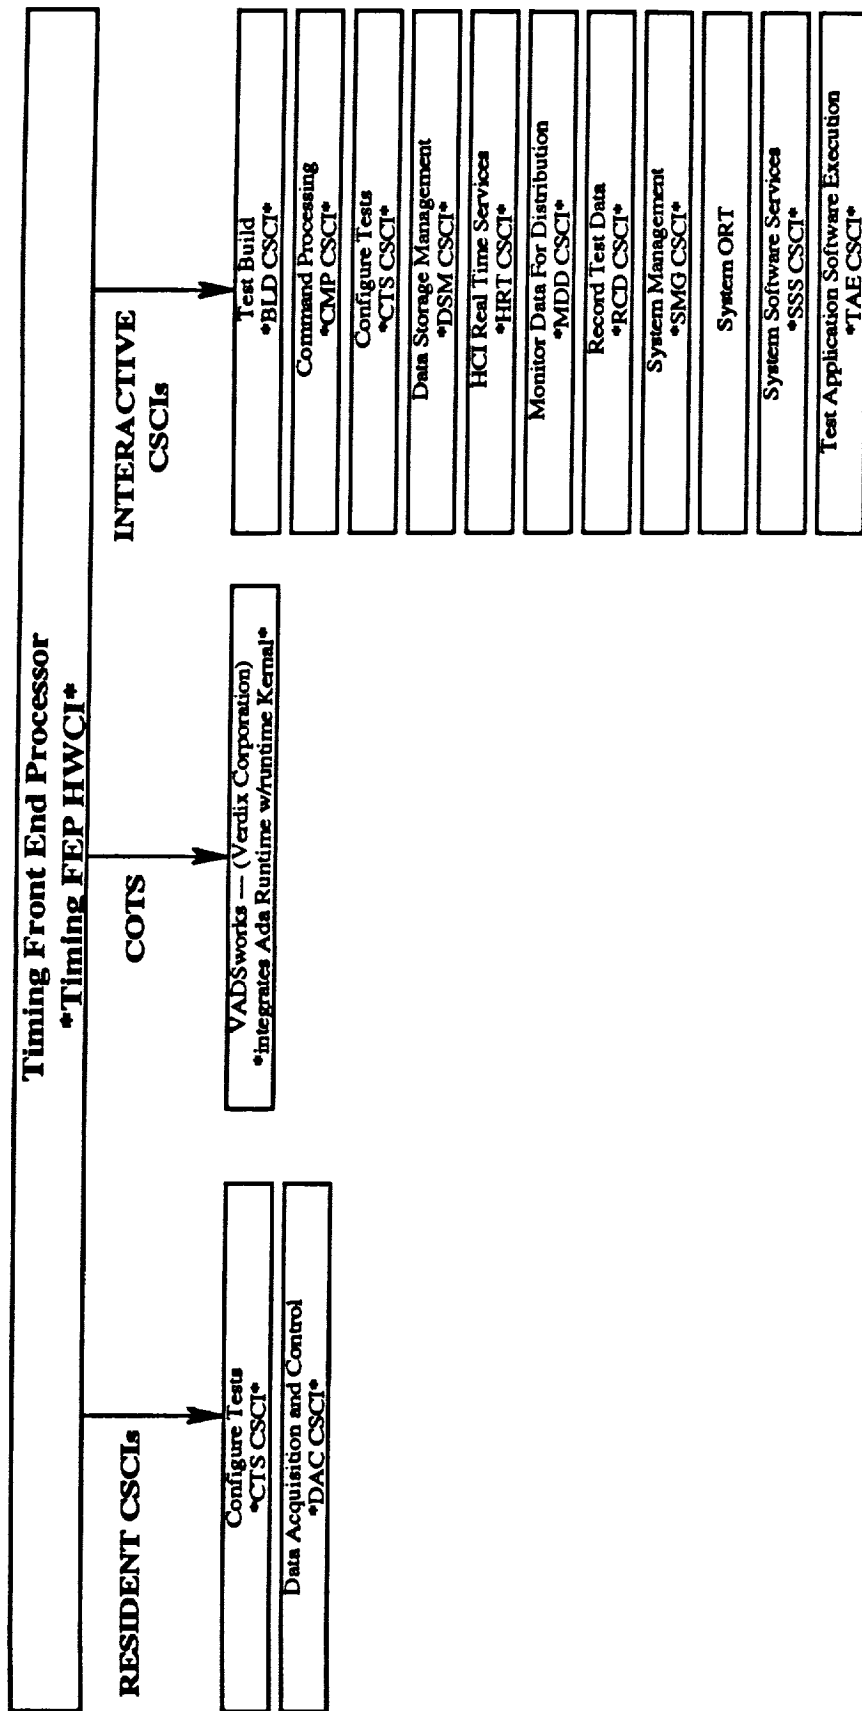 Timing Front End Processor
*Timing FEP HWCI*
RESIDENT CSCIs
Configure Tests
*CTS CSCI*
Data Acquisition and Control
*DAC CSCI*
COTS
VADSworks — (Verdix Corporation)
*integrates Ada Runtime w/runtime Kernal*
INTERACTIVE
CSCIs
Test Build
*BLD CSCI*
Command Processing
*CMP CSCI*
Configure Tests
*CTS CSCI*
Data Storage Management
*DSM CSCI*
HCI Real Time Services
*HRT CSCI*
Monitor Data For Distribution
*MDD CSCI*
Record Test Data
*RCD CSCI*
System Management
*SMG CSCI*
System ORT
System Software Services
*SSS CSCI*
Test Application Software Execution
*TAE CSCI*